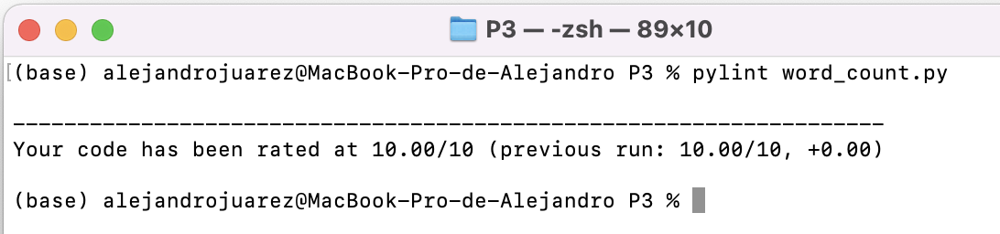 P3 — -zsh — 89×10
[(base) alejandrojuarez@MacBook-Pro-de-Alejandro P3 % pylint word_count.py
--------------------------------------------------------------------
Your code has been rated at 10.00/10 (previous run: 10.00/10, +0.00)
(base) alejandrojuarez@MacBook-Pro-de-Alejandro P3 %